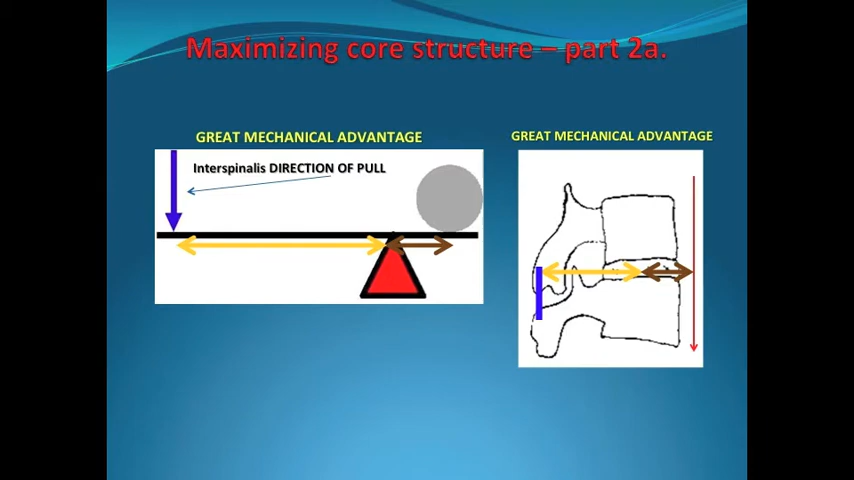 Maximizing core structure – part 2a.
GREAT MECHANICAL ADVANTAGE
Interspinalis DIRECTION OF PULL
GREAT MECHANICAL ADVANTAGE